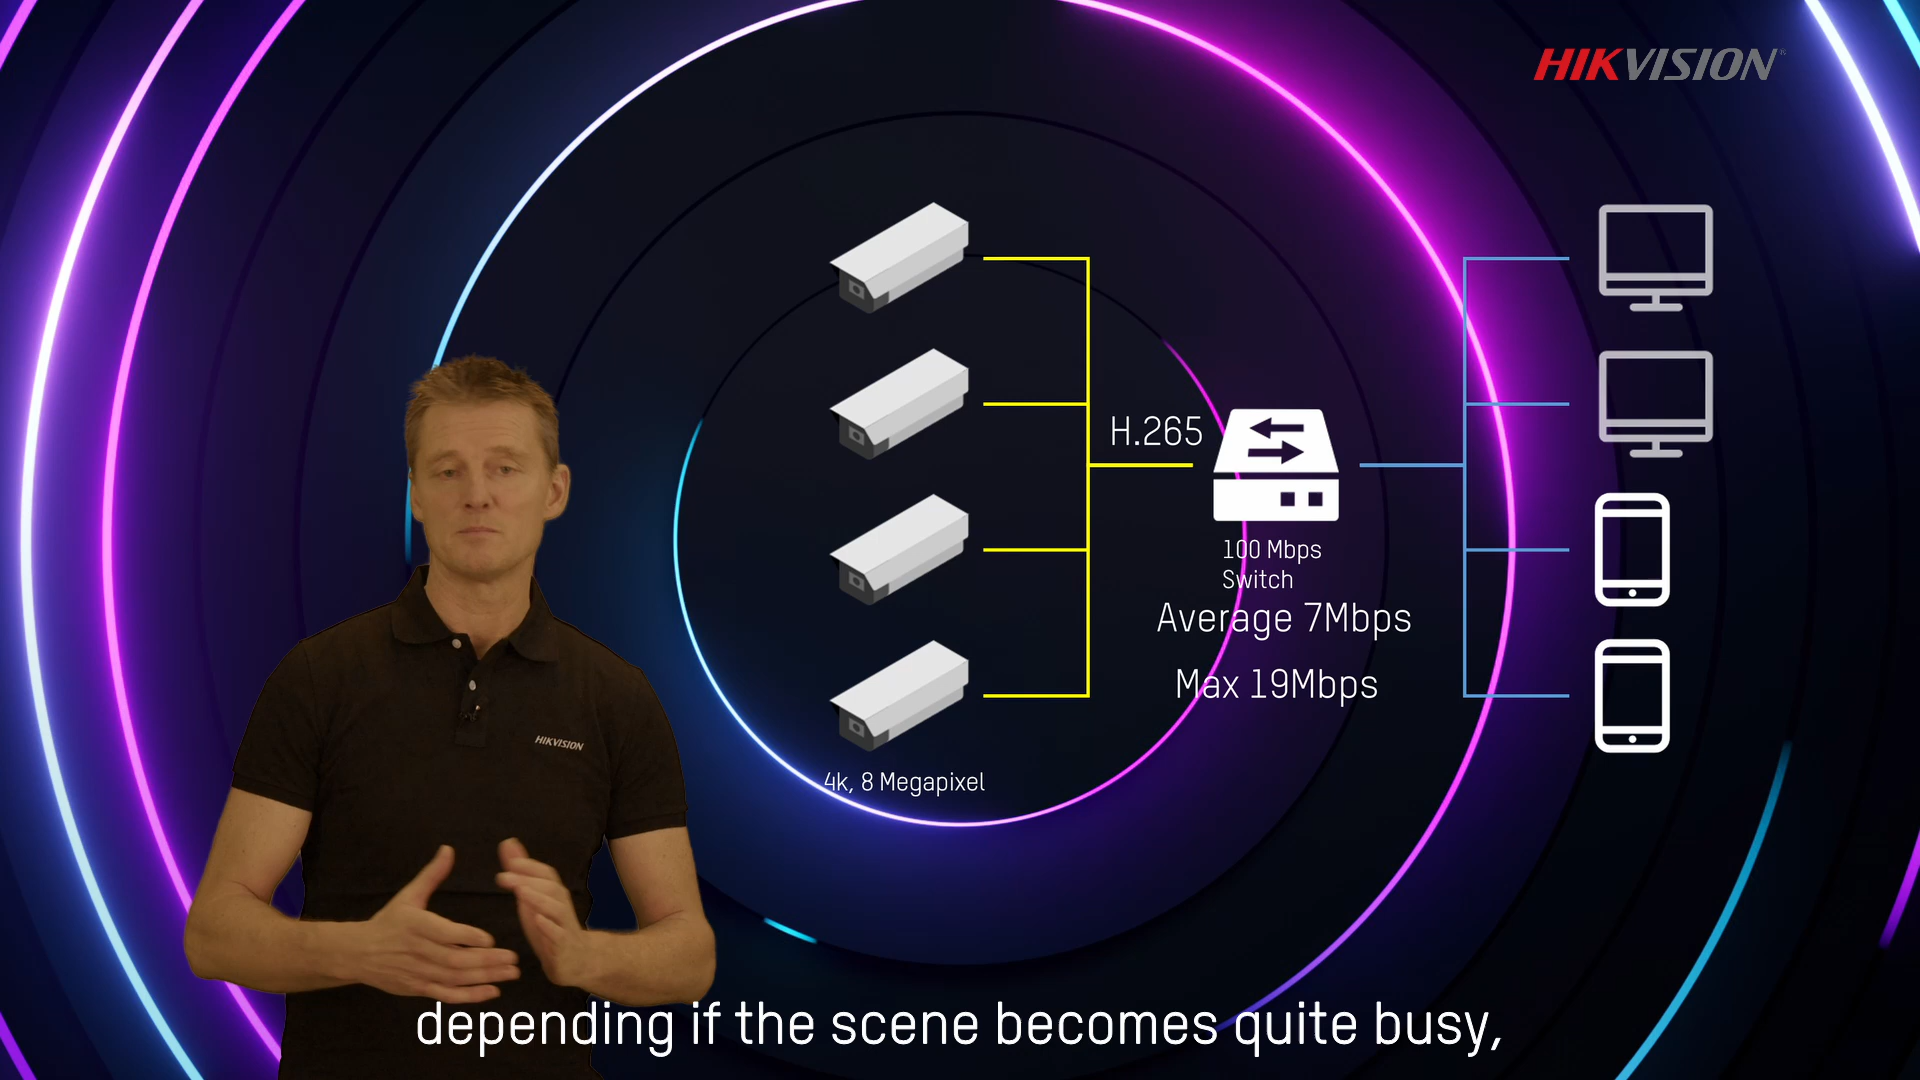 HIKVISION®
H.265
100 Mbps
Switch
Average 7Mbps
Max 19Mbps
HIKVISION
4k, 8 Megapixel
depending if the scene becomes quite busy,